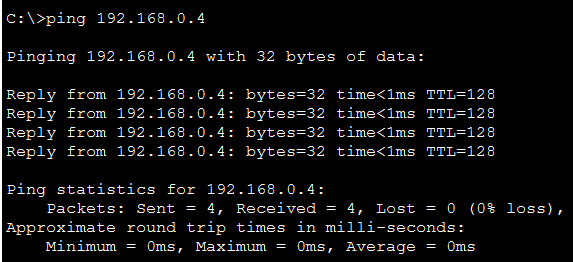 C:\>ping 192.168.0.4
Pinging 192.168.0.4 with 32 bytes of data:
Reply from 192.168.0.4: bytes=32 time<1ms TTL=128
Reply from 192.168.0.4: bytes=32 time<1ms TTL=128
Reply from 192.168.0.4: bytes=32 time<1ms TTL=128
Reply from 192.168.0.4: bytes=32 time<1ms TTL=128
Ping statistics for 192.168.0.4:
    Packets: Sent = 4, Received = 4, Lost = 0 (0% loss),
Approximate round trip times in milli-seconds:
    Minimum = 0ms, Maximum = 0ms, Average = 0ms